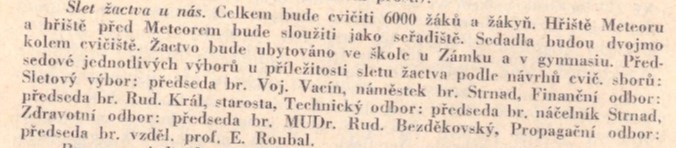 Slet žactva u nás. Celkem bude cvičiti 6000 žáků a žákyň. Hřiště Meteoru
a hřiště před Meteorem bude sloužiti jako seřadiště. Sedadla budou dvojmo
kolem cvičiště. Žactvo bude ubytováno ve škole u Zámku a v gymnasiu. Před-
sedové jednotlivých výborů u příležitosti sletu žactva podle návrhů cvič. sborů:
Sletový výbor: předseda br. Voj. Vacín, náměstek br. Strnad, Finanční odbor:
předseda br. Rud. Král, starosta, Technický odbor: předseda br. náčelník Strnad,
Zdravotní odbor: předseda br. MUDr. Rud. Bezděkovský, Propagační odbor:
předseda br. vzděl. prof. E. Roubal.